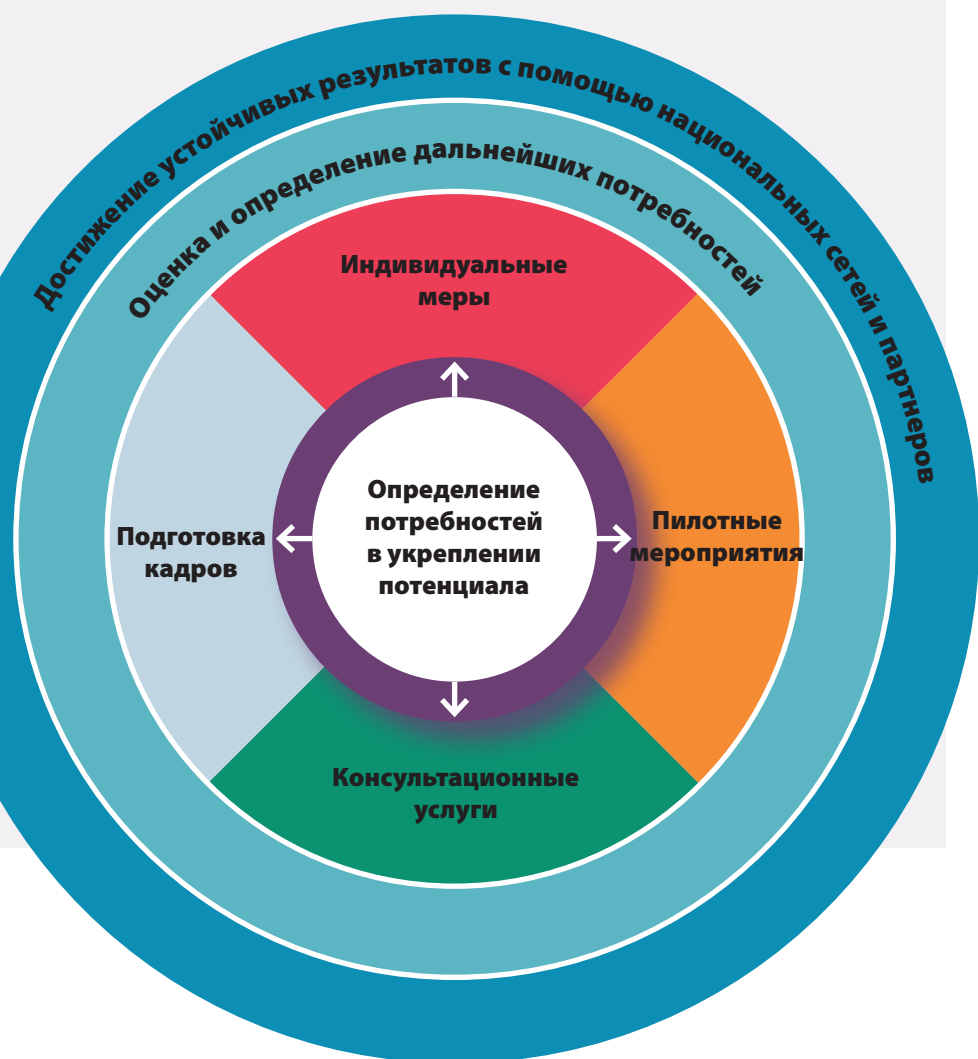 Достижение устойчивых результатов с помощью национальных сетей и партнеров
Оценка и определение дальнейших потребностей
Индивидуальные
меры
Определение
потребностей
в укреплении
потенциала
Подготовка
кадров
Пилотные
мероприятия
Консультационные
услуги